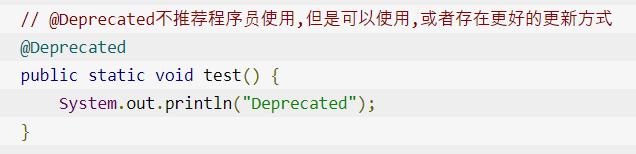 // @Deprecated不推荐程序员使用,但是可以使用,或者存在更好的更新方式
@Deprecated
public static void test() {
    System.out.println("Deprecated");
}